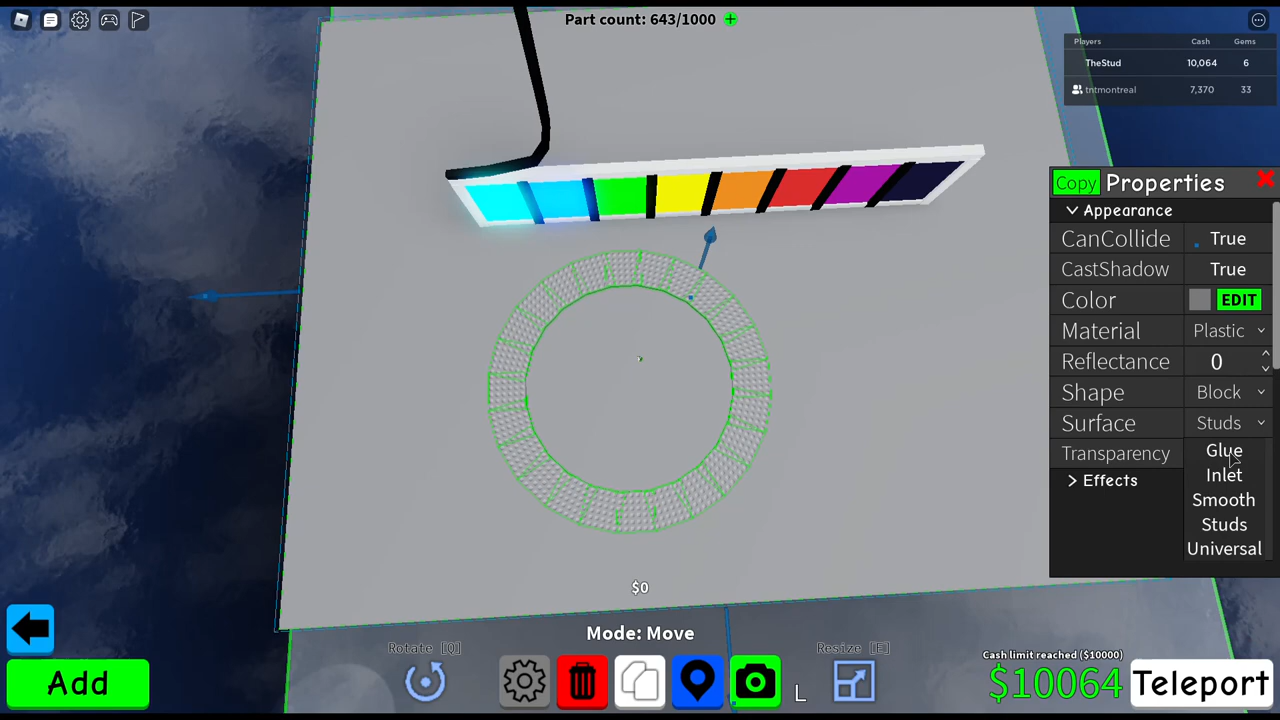 Part count: 643/1000 +
Players Cash Gems
TheStud 10,064 6
tntmontreal 7,370 33
Copy Properties
Appearance
CanCollide True
CastShadow True
Color EDIT
Material Plastic
Reflectance 0
Shape Block
Surface Studs
Transparency
Glue
Inlet
Smooth
Studs
Universal
Effects
$0
Mode: Move
Rotate [Q]
Resize [E]
L
Add
Cash limit reached ($10000)
$10064
Teleport